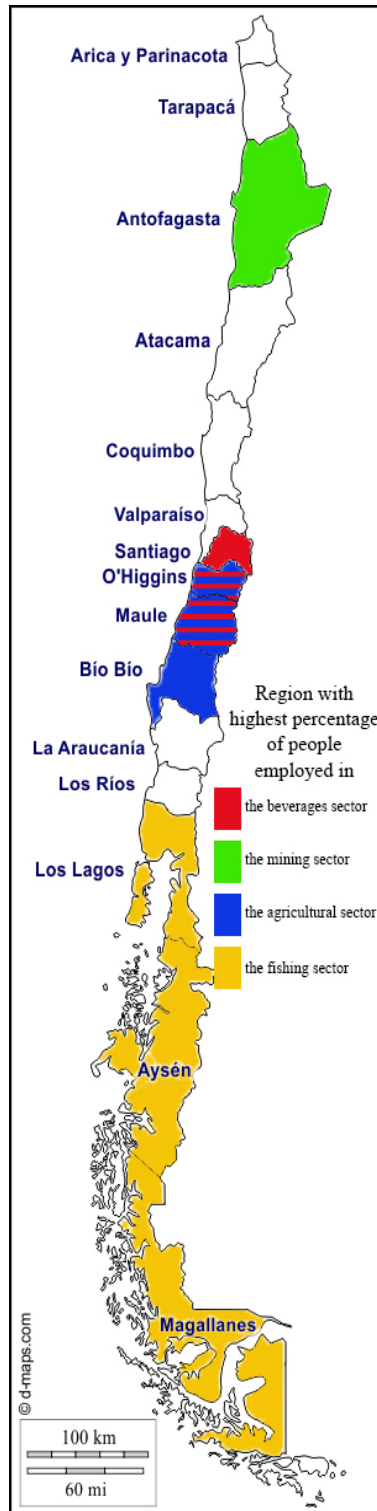 Arica y Parinacota
Tarapacá
Antofagasta
Atacama
Coquimbo
Valparaíso
Santiago
O'Higgins
Maule
Bío Bío
La Araucanía
Los Ríos
Los Lagos
Aysén
Magallanes
Region with
highest percentage
of people
employed in
the beverages sector
the mining sector
the agricultural sector
the fishing sector
© d-maps.com
100 km
60 mi